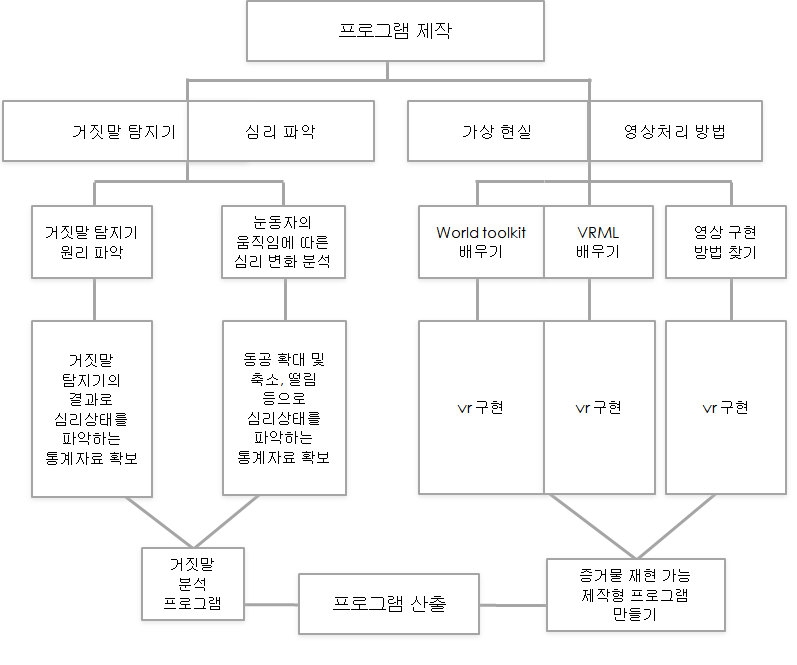 프로그램 제작
거짓말 탐지기
심리 파악
가상 현실
영상처리 방법
거짓말 탐지기
원리 파악
눈동자의
움직임에 따른
심리 변화 분석
World toolkit
배우기
VRML
배우기
영상 구현
방법 찾기
거짓말
탐지기의
결과로
심리상태를
파악하는
통계자료 확보
동공 확대 및
축소, 떨림
등으로
심리상태를
파악하는
통계자료 확보
vr 구현
vr 구현
vr 구현
거짓말
분석
프로그램
프로그램 산출
증거물 재현 가능
제작형 프로그램
만들기